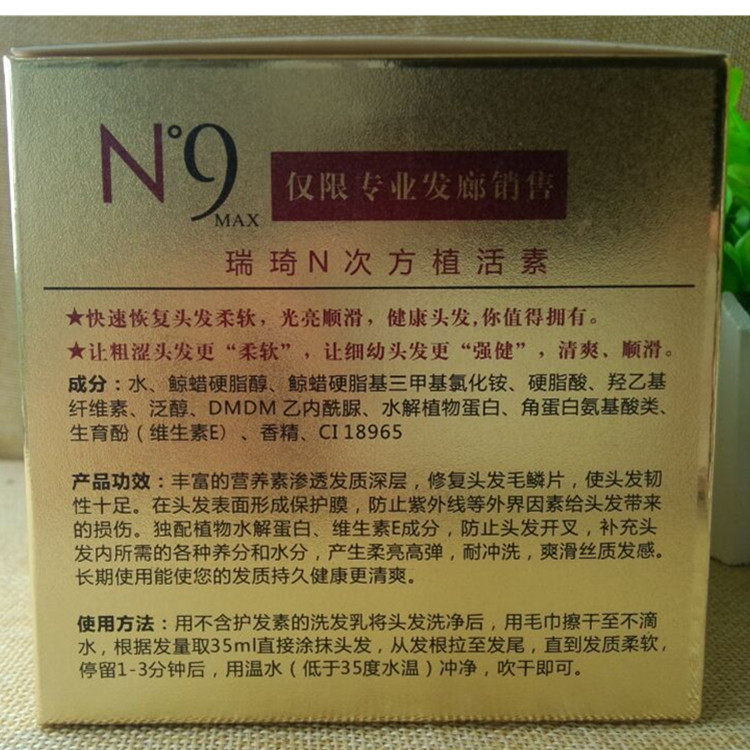 N°9
MAX
仅限专业发廊销售
瑞琦N次方植活素
★快速恢复头发柔软，光亮顺滑，健康头发,你值得拥有。
★让粗涩头发更“柔软”，让细幼头发更“强健”，清爽、顺滑。
成分：水、鲸蜡硬脂醇、鲸蜡硬脂基三甲基氯化铵、硬脂酸、羟乙基
纤维素、泛醇、DMDM 乙内酰脲、水解植物蛋白、角蛋白氨基酸类、
生育酚（维生素E）、香精、CI 18965
产品功效：丰富的营养素渗透发质深层，修复头发毛鳞片，使头发韧
性十足。在头发表面形成保护膜，防止紫外线等外界因素给头发带来
的损伤。独配植物水解蛋白、维生素E成分，防止头发开叉，补充头
发内所需的各种养分和水分，产生柔亮高弹，耐冲洗，爽滑丝质发感。
长期使用能使您的发质持久健康更清爽。
使用方法：用不含护发素的洗发乳将头发洗净后，用毛巾擦干至不滴
水，根据发量取35ml直接涂抹头发，从发根拉至发尾，直到发质柔软，
停留1-3分钟后，用温水（低于35度水温）冲净，吹干即可。